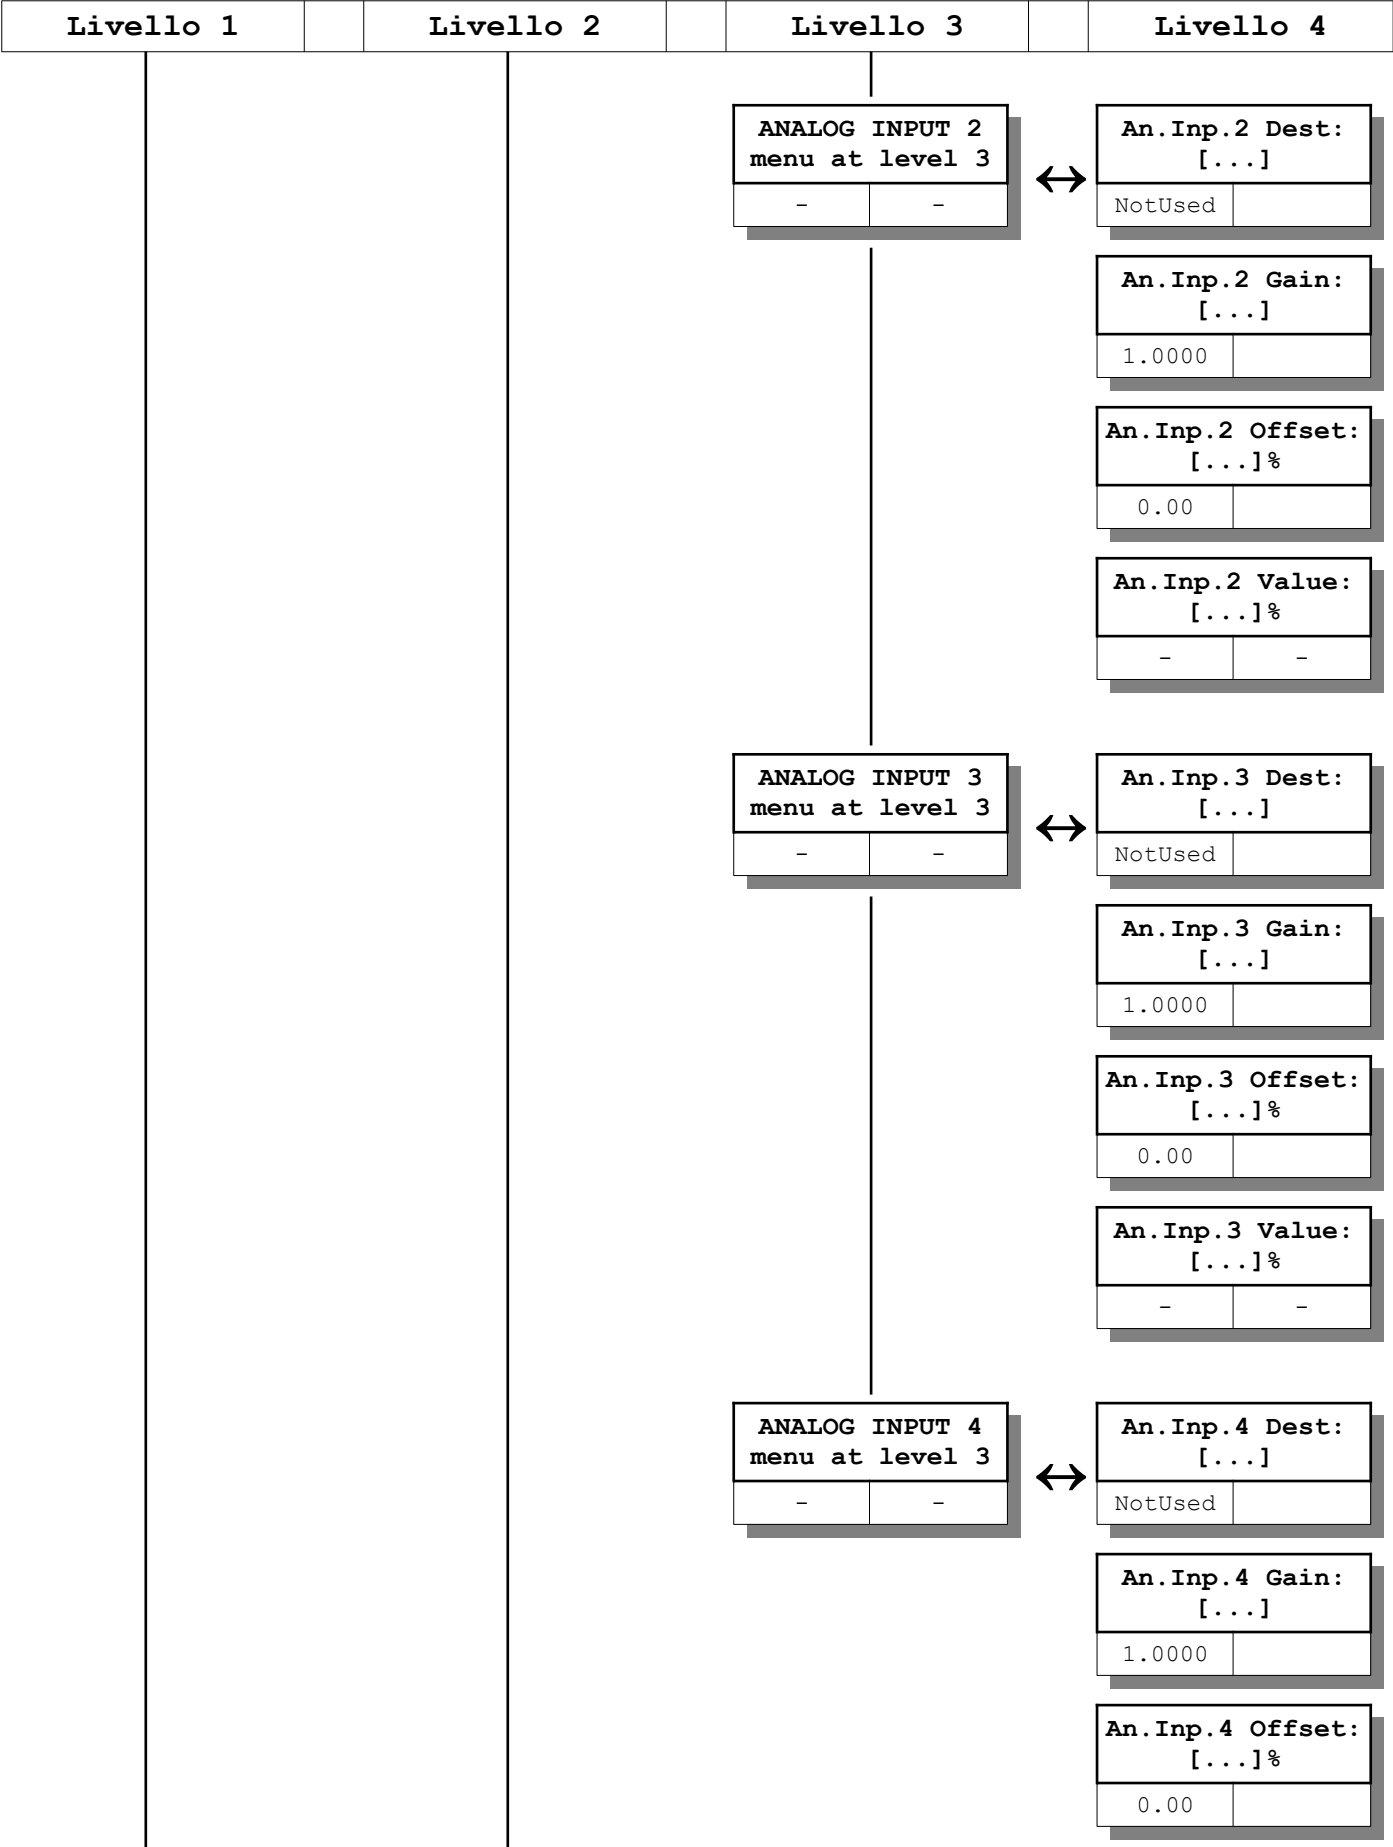 Livello 1 Livello 2 Livello 3 Livello 4
ANALOG INPUT 2
menu at level 3
- -
↔
An.Inp.2 Dest:
[...]
NotUsed
An.Inp.2 Gain:
[...]
1.0000
An.Inp.2 Offset:
[...]%
0.00
An.Inp.2 Value:
[...]%
- -
ANALOG INPUT 3
menu at level 3
- -
↔
An.Inp.3 Dest:
[...]
NotUsed
An.Inp.3 Gain:
[...]
1.0000
An.Inp.3 Offset:
[...]%
0.00
An.Inp.3 Value:
[...]%
- -
ANALOG INPUT 4
menu at level 3
- -
↔
An.Inp.4 Dest:
[...]
NotUsed
An.Inp.4 Gain:
[...]
1.0000
An.Inp.4 Offset:
[...]%
0.00